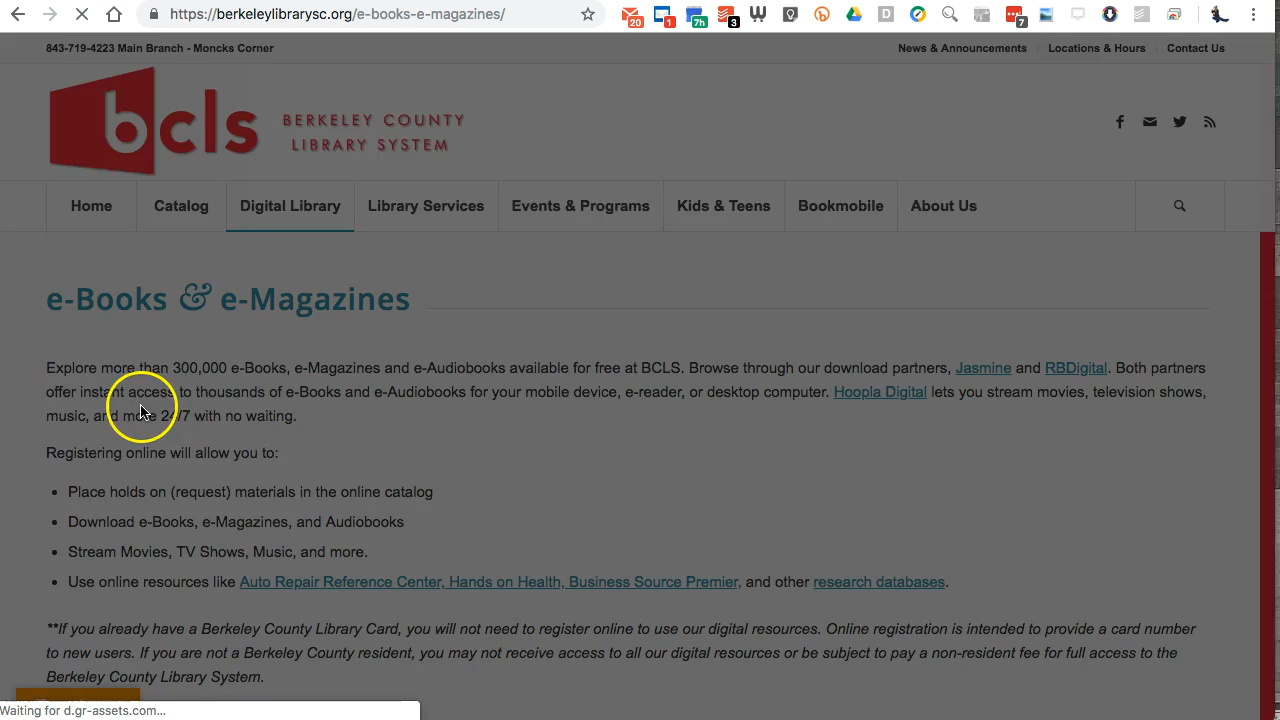 https://berkeleylibrarysc.org/e-books-e-magazines/
20
1
7h
3
D
7
843-719-4223 Main Branch - Moncks Corner
News & Announcements
Locations & Hours
Contact Us
bcls
BERKELEY COUNTY
LIBRARY SYSTEM
Home
Catalog
Digital Library
Library Services
Events & Programs
Kids & Teens
Bookmobile
About Us
e-Books & e-Magazines
Explore more than 300,000 e-Books, e-Magazines and e-Audiobooks available for free at BCLS. Browse through our download partners, Jasmine and RBDigital. Both partners
offer instant access to thousands of e-Books and e-Audiobooks for your mobile device, e-reader, or desktop computer. Hoopla Digital lets you stream movies, television shows,
music, and more 24/7 with no waiting.
Registering online will allow you to:
• Place holds on (request) materials in the online catalog
• Download e-Books, e-Magazines, and Audiobooks
• Stream Movies, TV Shows, Music, and more.
• Use online resources like Auto Repair Reference Center, Hands on Health, Business Source Premier, and other research databases.
**If you already have a Berkeley County Library Card, you will not need to register online to use our digital resources. Online registration is intended to provide a card number
to new users. If you are not a Berkeley County resident, you may not receive access to all our digital resources or be subject to pay a non-resident fee for full access to the
Berkeley County Library System.
Waiting for d.gr-assets.com...